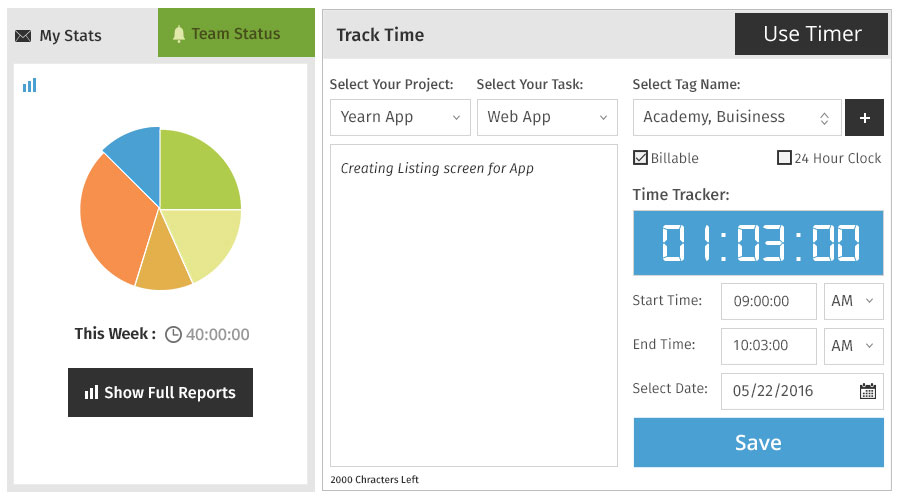 My Stats
Team Status
This Week : 40:00:00
Show Full Reports
Track Time
Use Timer
Select Your Project:
Select Your Task:
Select Tag Name:
Yearn App
Web App
Academy, Buisiness
+
Creating Listing screen for App
Billable
24 Hour Clock
Time Tracker:
01:03:00
Start Time:
09:00:00
AM
End Time:
10:03:00
AM
Select Date:
05/22/2016
Save
2000 Chracters Left